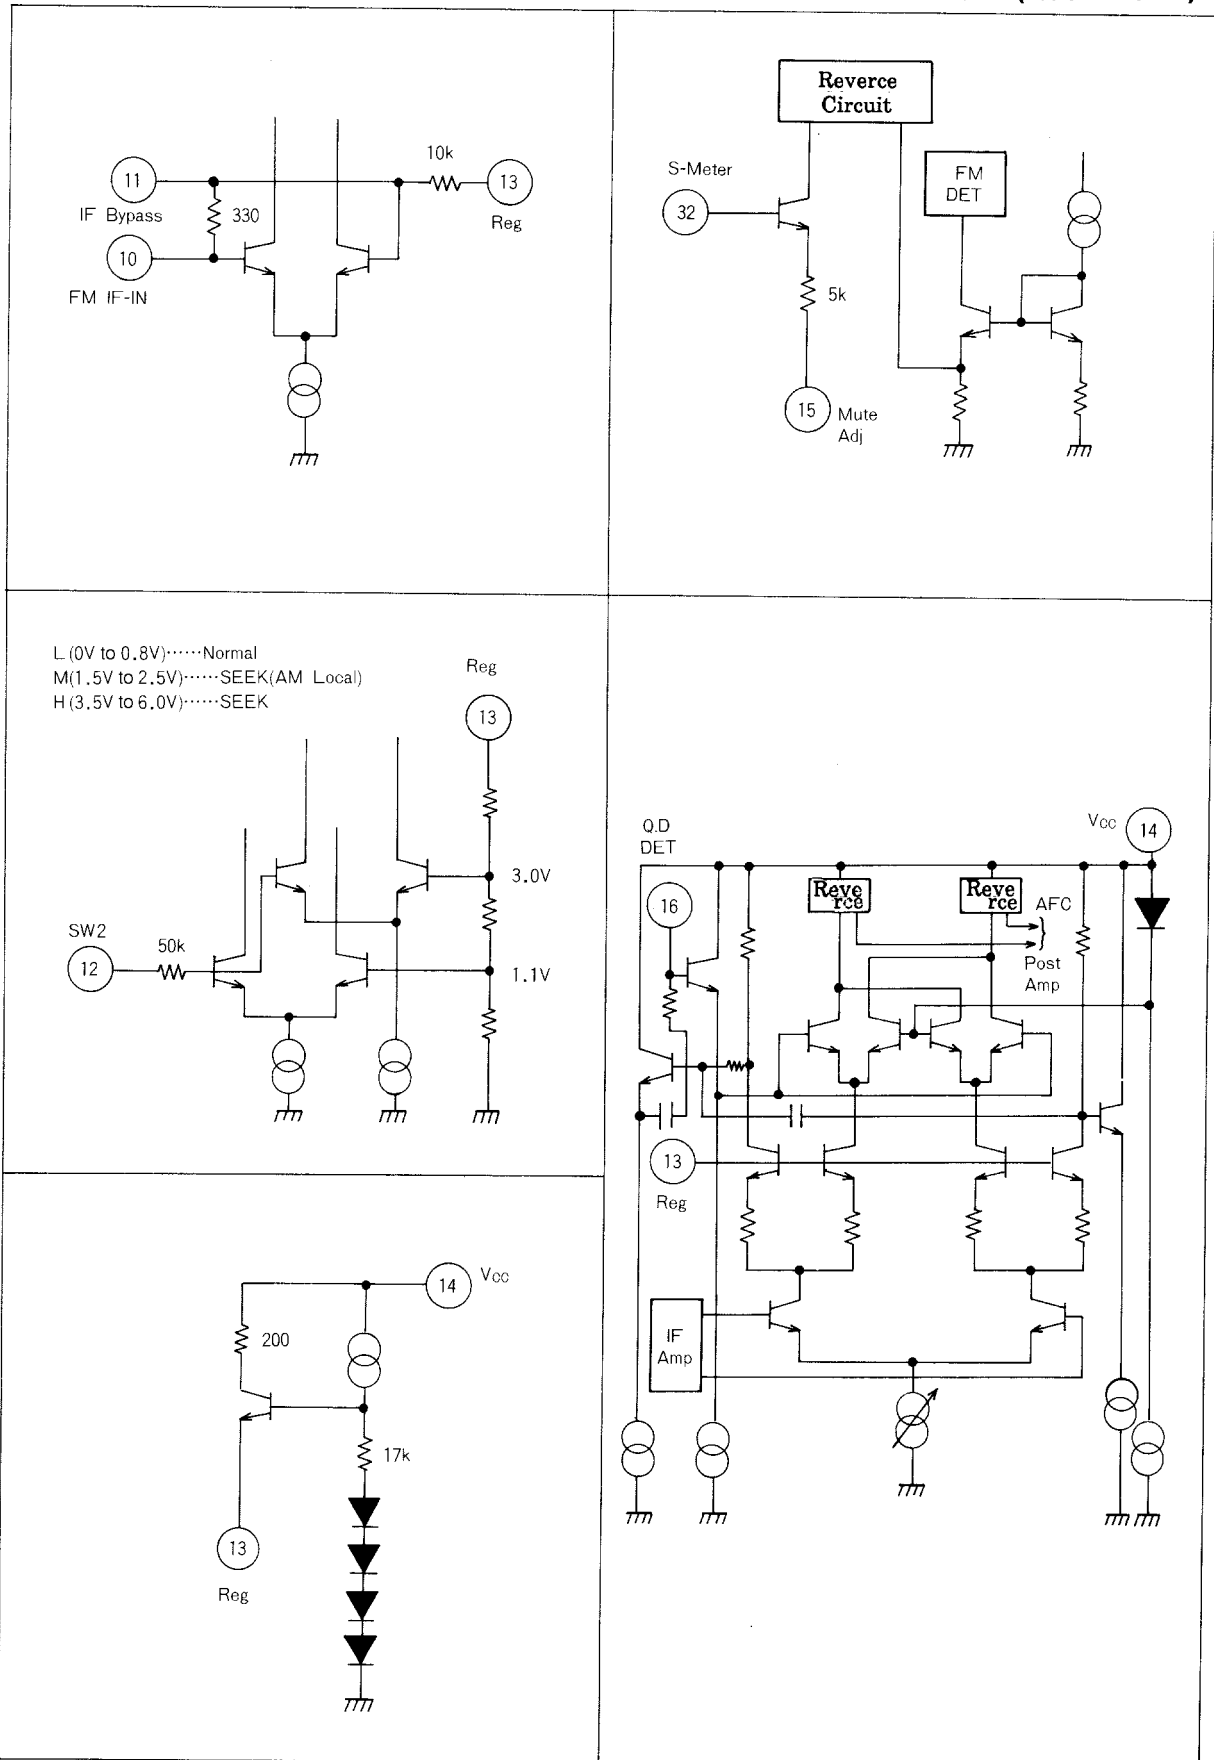 11
IF Bypass
10k
13
Reg
330
10
FM IF-IN
Reverce
Circuit
S-Meter
32
FM
DET
5k
15
Mute
Adj
L (0V to 0.8V)······Normal
M(1.5V to 2.5V)······SEEK(AM Local)
H (3.5V to 6.0V)······SEEK
Reg
13
3.0V
SW2
12
50k
1.1V
14
Vcc
200
17k
13
Reg
Q.D
DET
Vcc
14
16
Reve
rce
Reve
rce
AFC
Post
Amp
13
Reg
IF
Amp